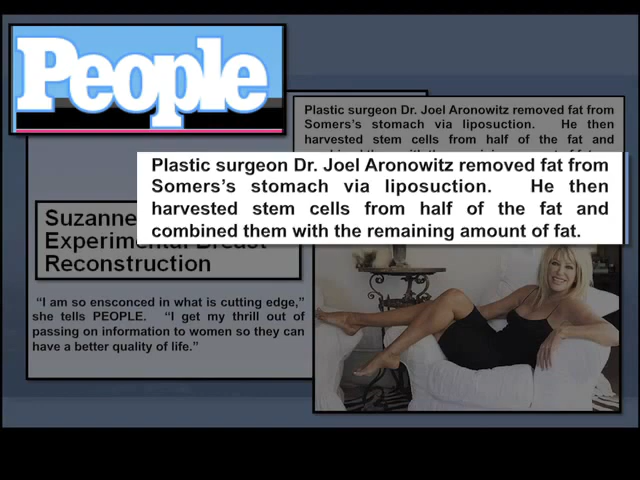 People
Plastic surgeon Dr. Joel Aronowitz removed fat from
Somers's stomach via liposuction. He then
harvested stem cells from half of the fat and
Plastic surgeon Dr. Joel Aronowitz removed fat from
Somers's stomach via liposuction. He then
harvested stem cells from half of the fat and
combined them with the remaining amount of fat.
Suzanne
Experimental Breast
Reconstruction
“I am so ensconced in what is cutting edge,”
she tells PEOPLE. “I get my thrill out of
passing on information to women so they can
have a better quality of life.”